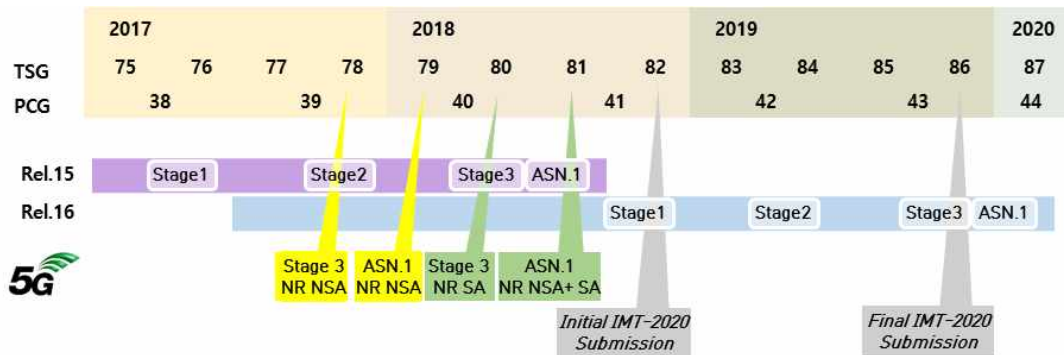 2017 2018 2019 2020
TSG 75 76 77 78 79 80 81 82 83 84 85 86 87
PCG 38 39 40 41 42 43 44
Rel.15 Stage1 Stage2 Stage3 ASN.1
Rel.16 Stage1 Stage2 Stage3 ASN.1
5G
Stage 3
NR NSA
ASN.1
NR NSA
Stage 3
NR SA
ASN.1
NR NSA+ SA
Initial IMT-2020
Submission
Final IMT-2020
Submission